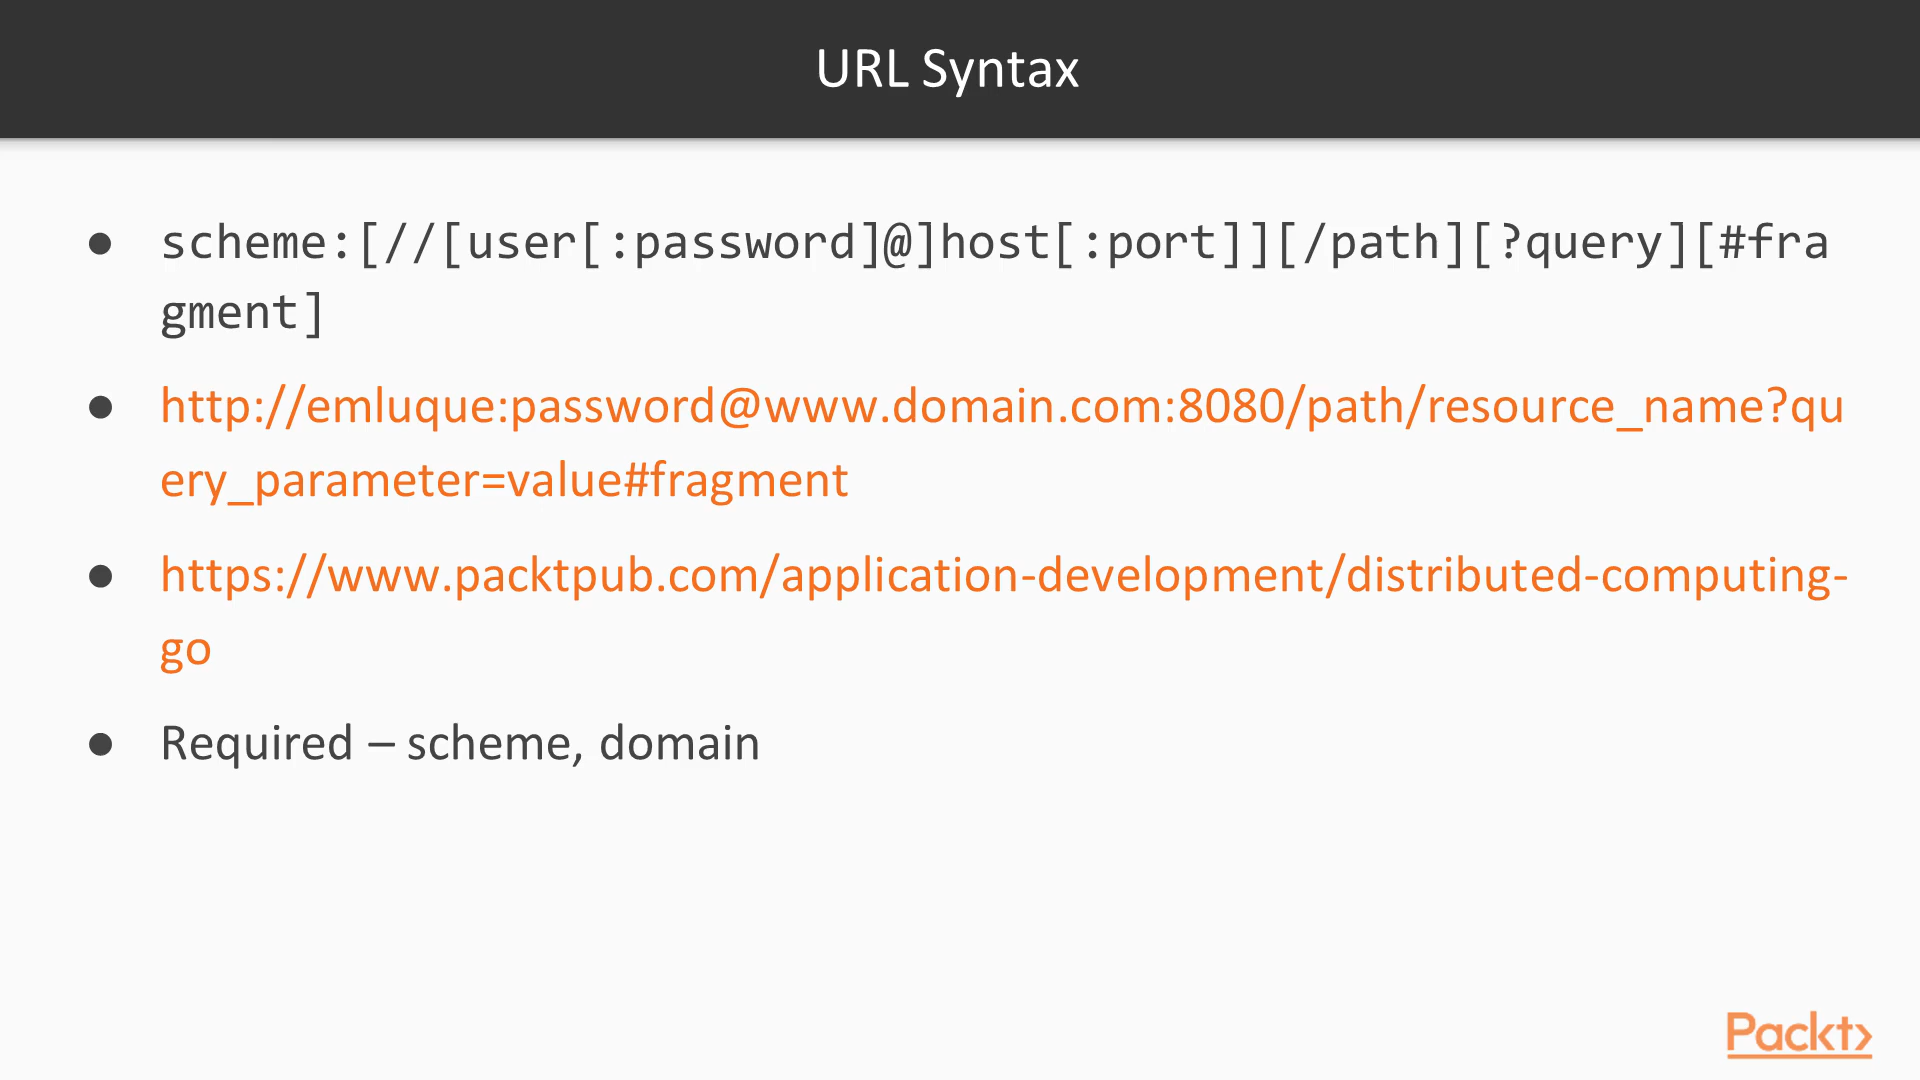 URL Syntax
● scheme:[//[user[:password]@]host[:port]][/path][?query][#fra
gment]
● http://emluque:password@www.domain.com:8080/path/resource_name?qu
ery_parameter=value#fragment
● https://www.packtpub.com/application-development/distributed-computing-
go
● Required – scheme, domain
Packt>